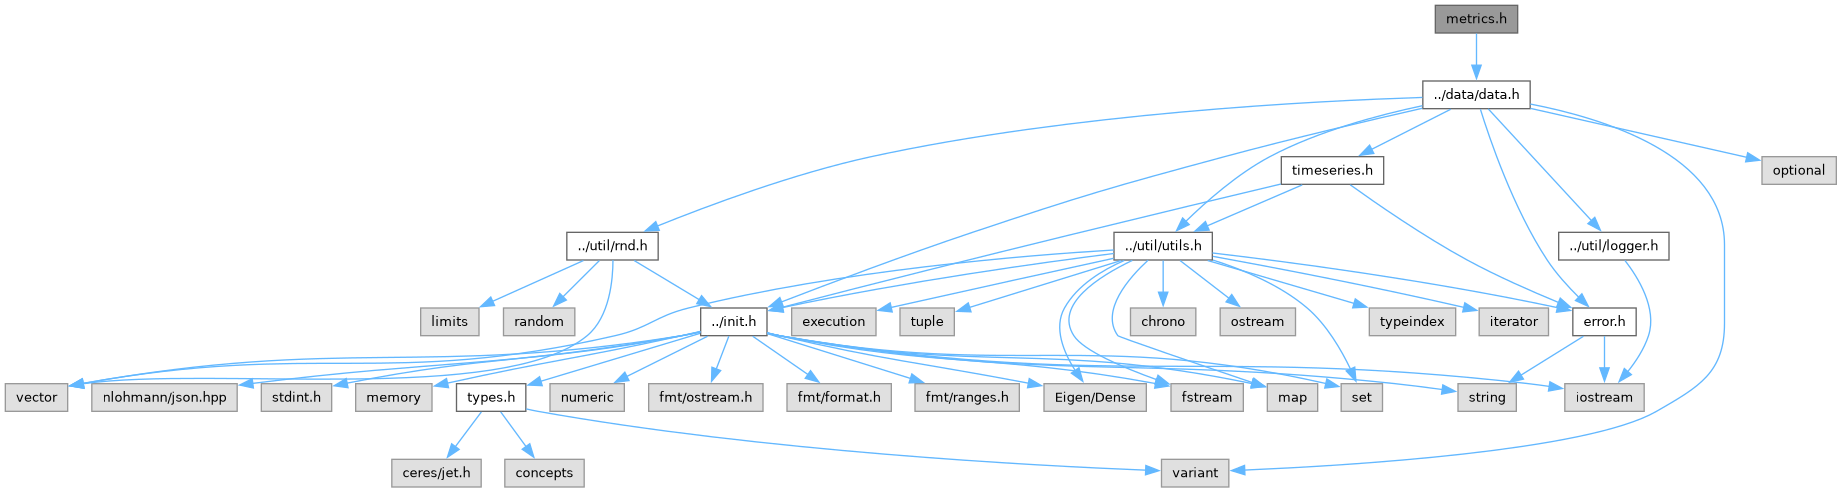 metrics.h
../data/data.h
timeseries.h
optional
../util/rnd.h
../util/utils.h
../util/logger.h
limits
random
../init.h
execution
tuple
chrono
ostream
typeindex
iterator
error.h
vector
nlohmann/json.hpp
stdint.h
memory
types.h
numeric
fmt/ostream.h
fmt/format.h
fmt/ranges.h
Eigen/Dense
fstream
map
set
string
iostream
ceres/jet.h
concepts
variant